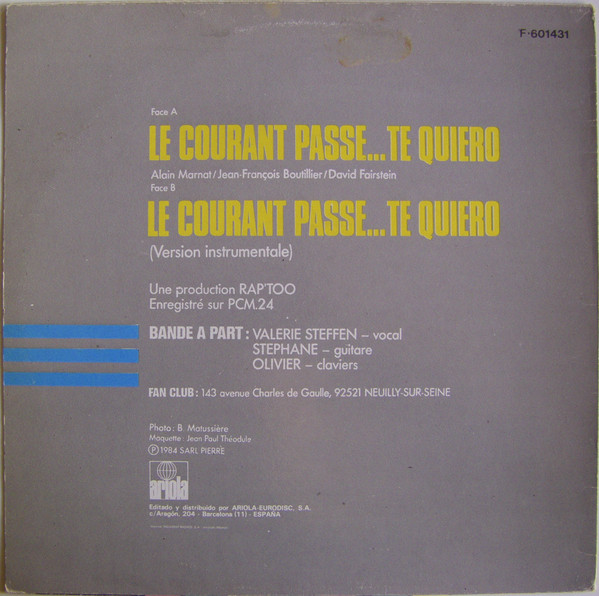 F-601431
Face A
LE COURANT PASSE...TE QUIERO
Alain Marnat/Jean-François Boutillier/David Fairstein
Face B
LE COURANT PASSE...TE QUIERO
(Version instrumentale)
Une production RAP'TOO
Enregistré sur PCM.24
BANDE A PART: VALERIE STEFFEN – vocal
STEPHANE – guitare
OLIVIER – claviers
FAN CLUB: 143 avenue Charles de Gaulle, 92521 NEUILLY-SUR-SEINE
Photo: B. Matussière
Maquette: Jean Paul Théodule
℗ 1984 SARL PIERRE
ariola
Editado y distribuido por ARIOLA-EURODISC, S.A.
c/Aragón, 204 - Barcelona (11) - ESPAÑA